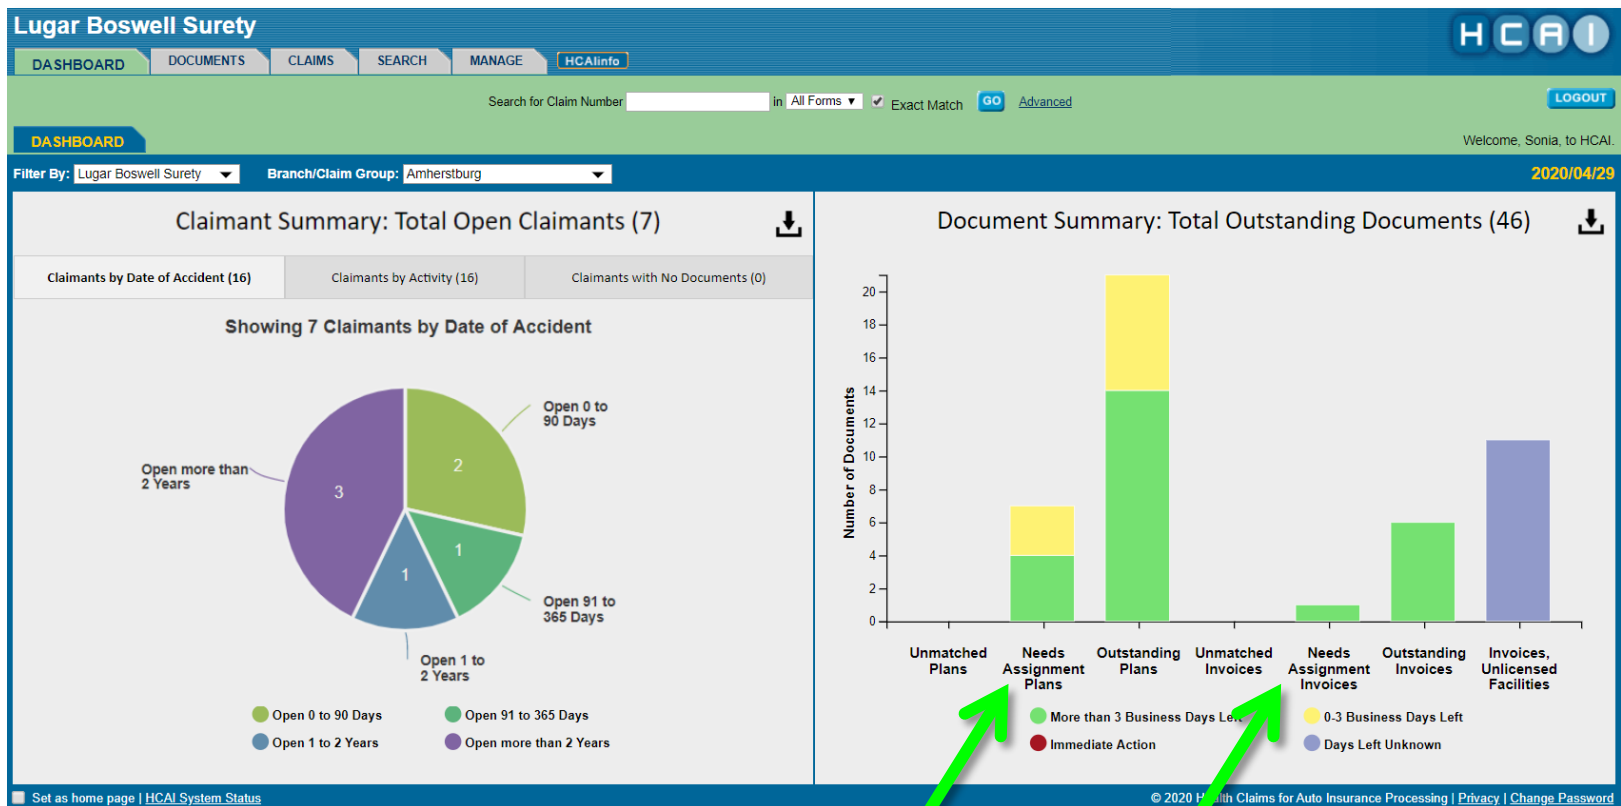 Lugar Boswell Surety
HCAI
DASHBOARD DOCUMENTS CLAIMS SEARCH MANAGE HCAIinfo
Search for Claim Number in All Forms Exact Match GO Advanced
LOGOUT
DASHBOARD
Welcome, Sonia, to HCAI.
Filter By: Lugar Boswell Surety Branch/Claim Group: Amherstburg
2020/04/29
Claimant Summary: Total Open Claimants (7)
Claimants by Date of Accident (16) Claimants by Activity (16) Claimants with No Documents (0)
Showing 7 Claimants by Date of Accident
Open 0 to
90 Days
2
Open more than
2 Years
3
1
1
Open 91 to
365 Days
Open 1 to
2 Years
Open 0 to 90 Days Open 91 to 365 Days
Open 1 to 2 Years Open more than 2 Years
Document Summary: Total Outstanding Documents (46)
Number of Documents
20
18
16
14
12
10
8
6
4
2
0
Unmatched
Plans
Needs
Assignment
Plans
Outstanding
Plans
Unmatched
Invoices
Needs
Assignment
Invoices
Outstanding
Invoices
Invoices,
Unlicensed
Facilities
More than 3 Business Days Left 0-3 Business Days Left
Immediate Action Days Left Unknown
Set as home page | HCAI System Status
© 2020 Health Claims for Auto Insurance Processing | Privacy | Change Password